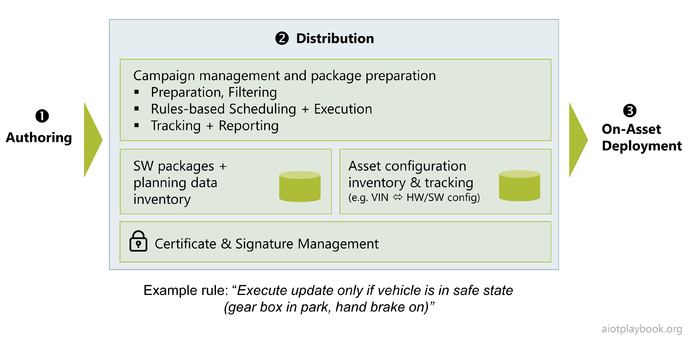 ❶
Authoring
❷ Distribution
Campaign management and package preparation
▪ Preparation, Filtering
▪ Rules-based Scheduling + Execution
▪ Tracking + Reporting
SW packages +
planning data
inventory
Asset configuration
inventory & tracking
(e.g. VIN ⇔ HW/SW config)
Certificate & Signature Management
❸
On-Asset
Deployment
Example rule: “Execute update only if vehicle is in safe state
(gear box in park, hand brake on)”
aiotplaybook.org